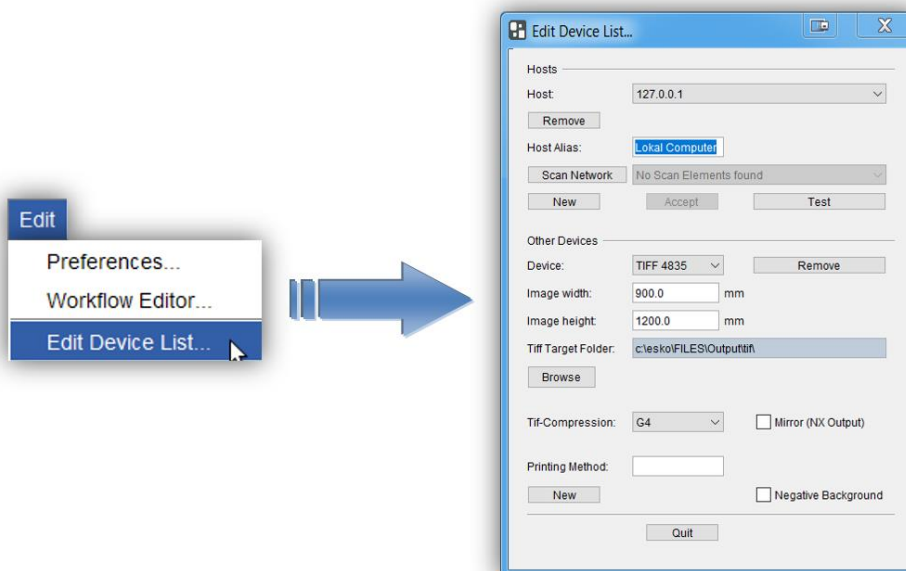 Edit
Preferences...
Workflow Editor...
Edit Device List...
Edit Device List...
Hosts
Host: 127.0.0.1
Remove
Host Alias: Lokal Computer
Scan Network No Scan Elements found
New Accept Test
Other Devices
Device: TIFF 4835 Remove
Image width: 900.0 mm
Image height: 1200.0 mm
Tiff Target Folder: c:\esko\FILES\Output\tif\
Browse
Tif-Compression: G4 Mirror (NX Output)
Printing Method:
New Negative Background
Quit